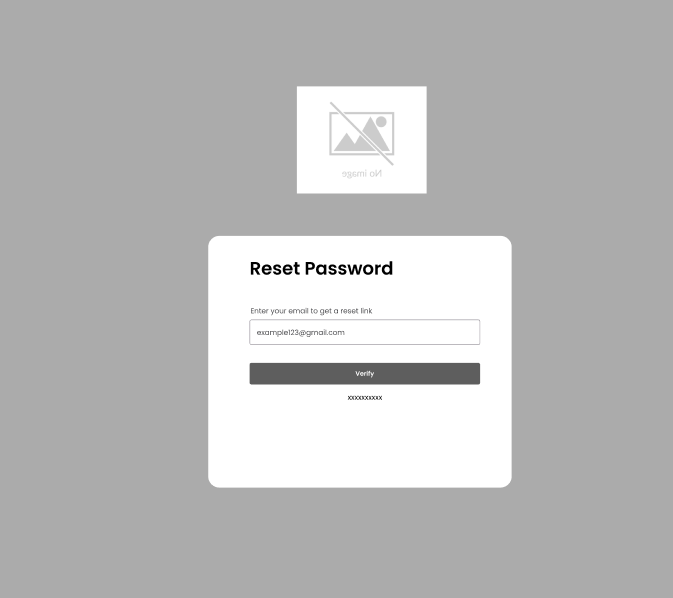 No image
Reset Password
Enter your email to get a reset link
example123@gmail.com
Verify
xxxxxxxxxx